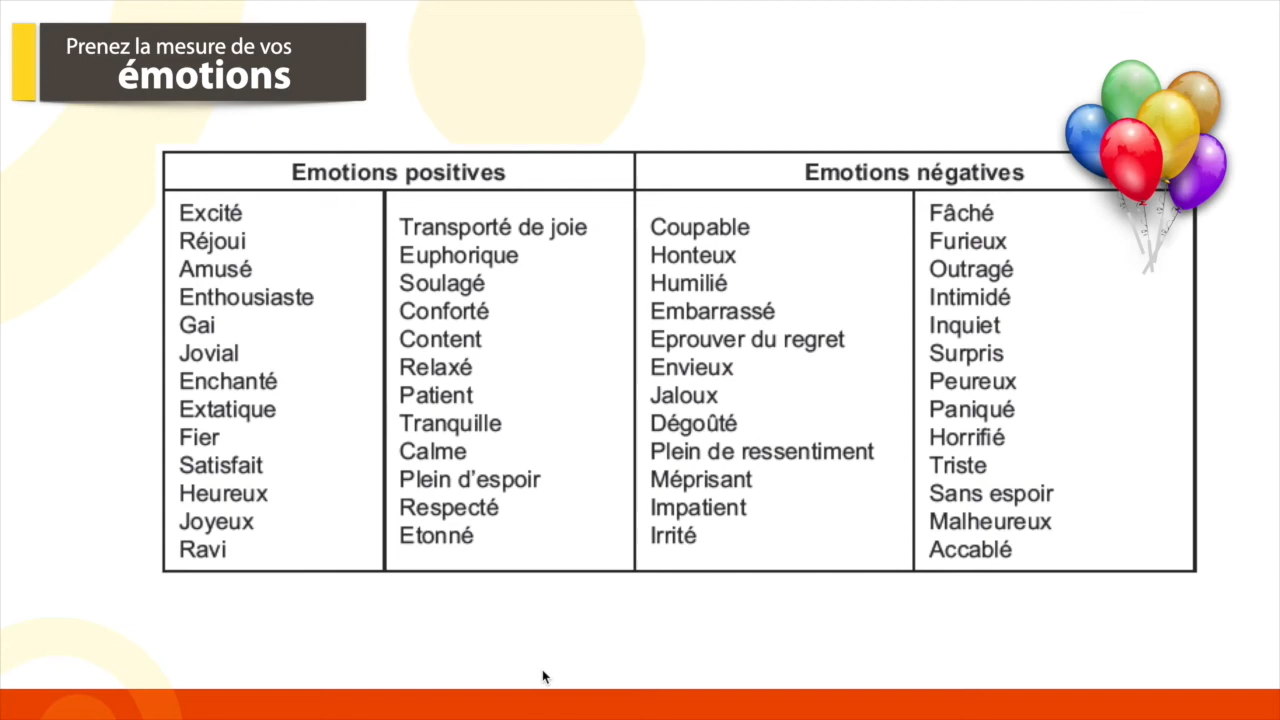 Prenez la mesure de vos
émotions
Emotions positives
Emotions négatives
Excité
Réjoui
Amusé
Enthousiaste
Gai
Jovial
Enchanté
Extatique
Fier
Satisfait
Heureux
Joyeux
Ravi
Transporté de joie
Euphorique
Soulagé
Conforté
Content
Relaxé
Patient
Tranquille
Calme
Plein d’espoir
Respecté
Etonné
Coupable
Honteux
Humilié
Embarrassé
Eprouver du regret
Envieux
Jaloux
Dégoûté
Plein de ressentiment
Méprisant
Impatient
Irrité
Fâché
Furieux
Outragé
Intimidé
Inquiet
Surpris
Peureux
Paniqué
Horrifié
Triste
Sans espoir
Malheureux
Accablé